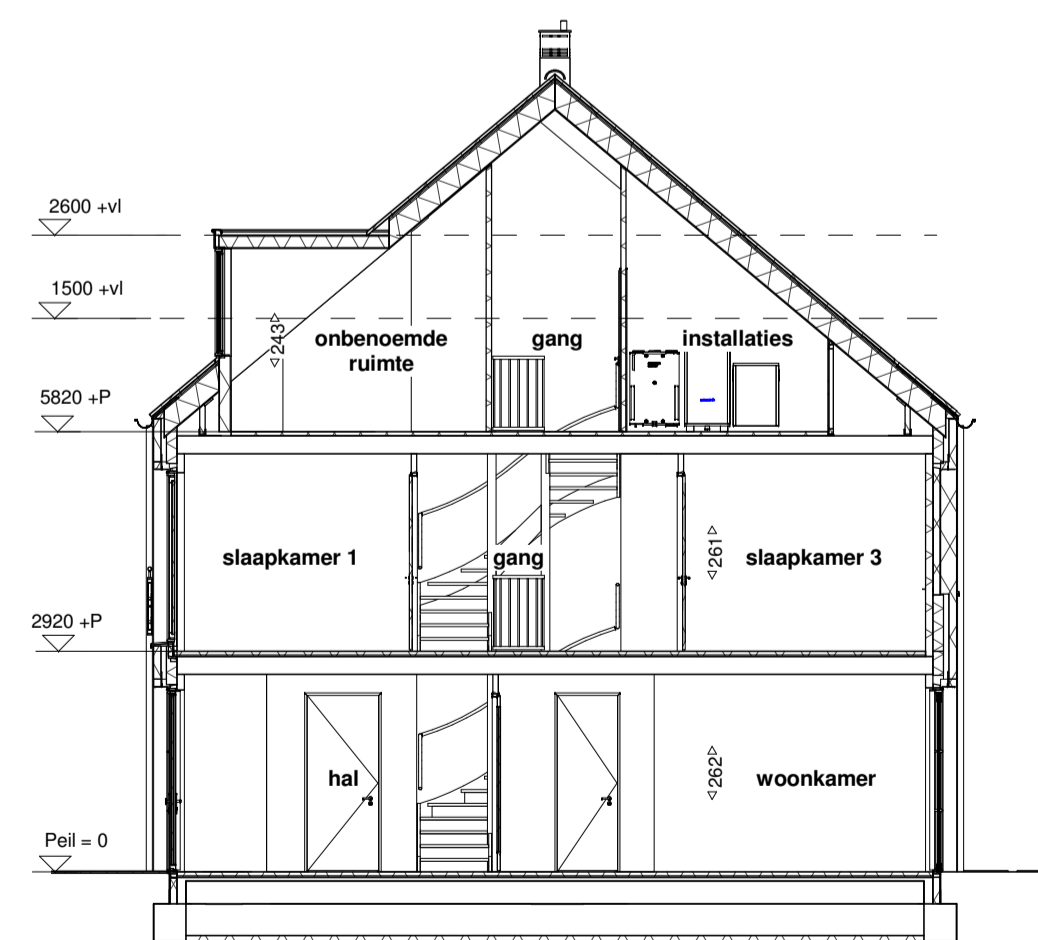 2600 +vl
1500 +vl
243
onbenoemde
ruimte
gang
installaties
5820 +P
slaapkamer 1
gang
261
slaapkamer 3
2920 +P
hal
262
woonkamer
Peil = 0